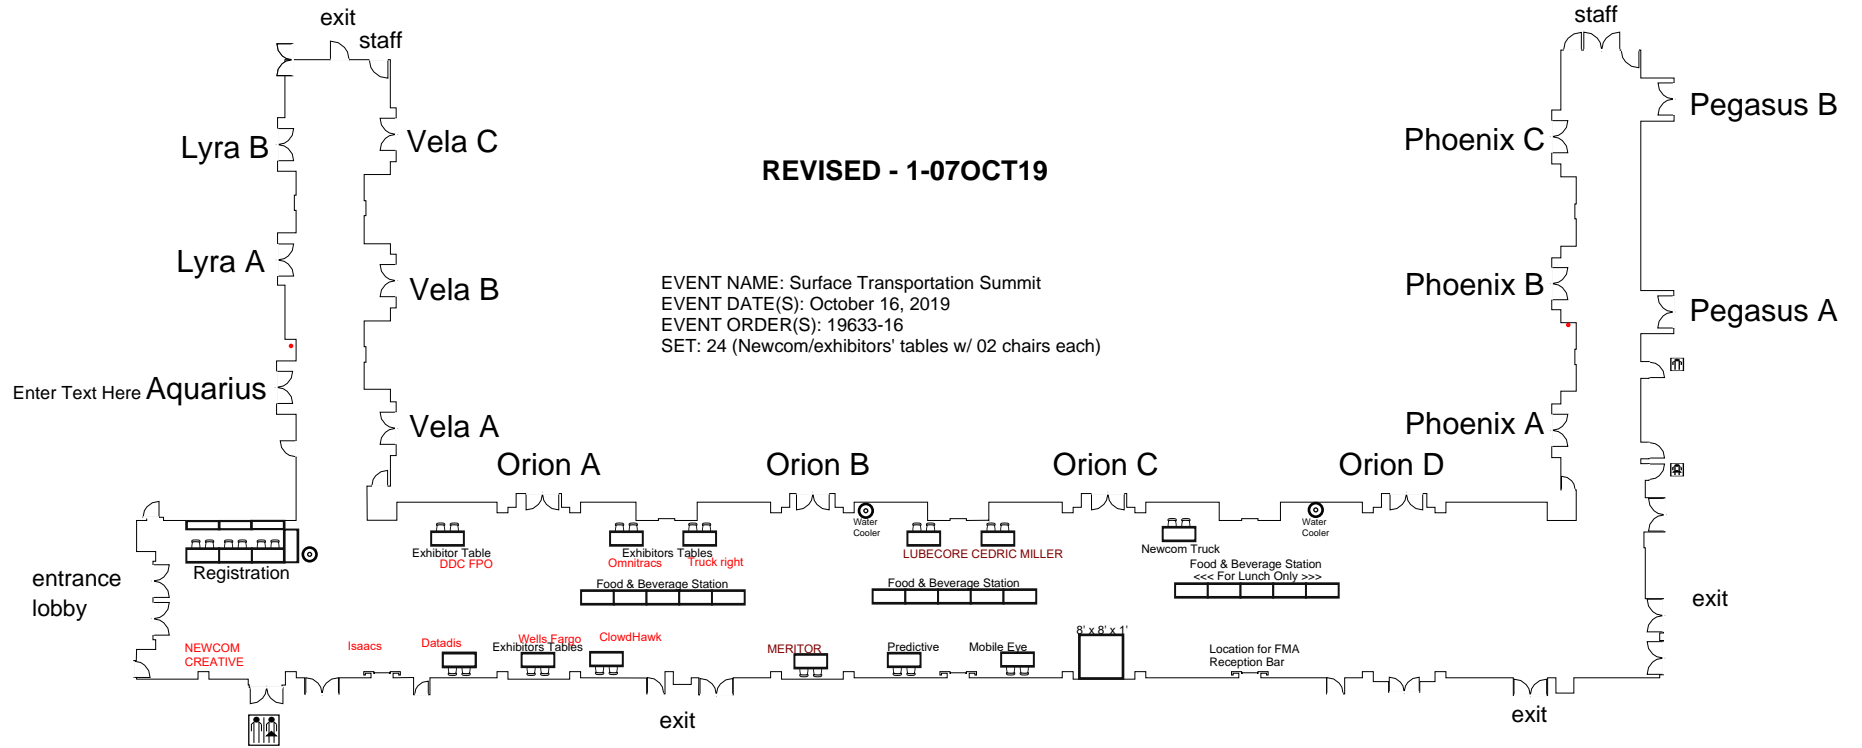 exit
staff
staff
Lyra B
Vela C
Phoenix C
Pegasus B
REVISED - 1-07OCT19
Lyra A
Vela B
Phoenix B
Pegasus A
EVENT NAME: Surface Transportation Summit
EVENT DATE(S): October 16, 2019
EVENT ORDER(S): 19633-16
SET: 24 (Newcom/exhibitors' tables w/ 02 chairs each)
Enter Text Here Aquarius
Vela A
Phoenix A
Orion A
Orion B
Orion C
Orion D
Water
Cooler
Water
Cooler
Exhibitor Table
DDC FPO
Exhibitors Tables
Omnitracs
Truck right
LUBECORE CEDRIC MILLER
Newcom Truck
Registration
Food & Beverage Station
Food & Beverage Station
Food & Beverage Station
<<< For Lunch Only >>>
entrance
lobby
exit
NEWCOM
CREATIVE
Isaacs
Datadis
Wells Fargo
Exhibitors Tables
ClowdHawk
MERITOR
Predictive
Mobile Eye
8' x 8' x 1'
Location for FMA
Reception Bar
exit
exit